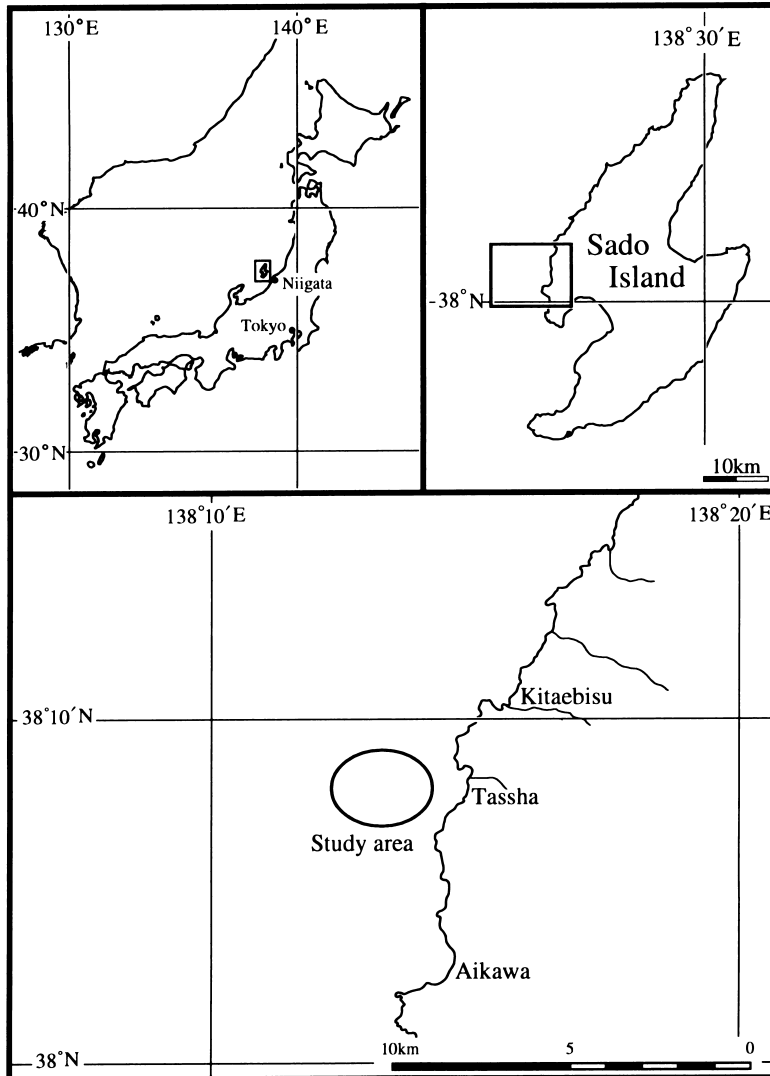 130°E
140°E
40°N
Niigata
Tokyo
30°N
138°30′E
Sado
Island
38°N
10km
138°10′E
138°20′E
Kitaebisu
38°10′N
Tassha
Study area
Aikawa
38°N
10km
5
0